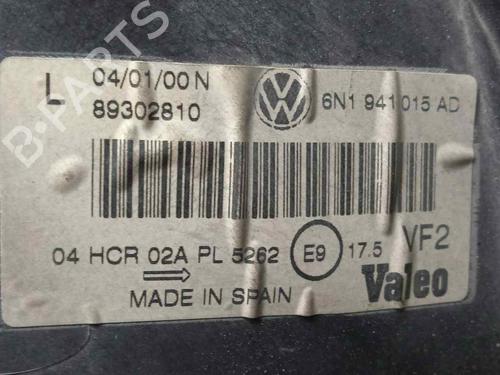 L 04/01/00 N
89302810
6N1 941 015 AD
04 HCR 02A PL 5262 E9 17.5 VF2
MADE IN SPAIN
Valeo
B-PARTS